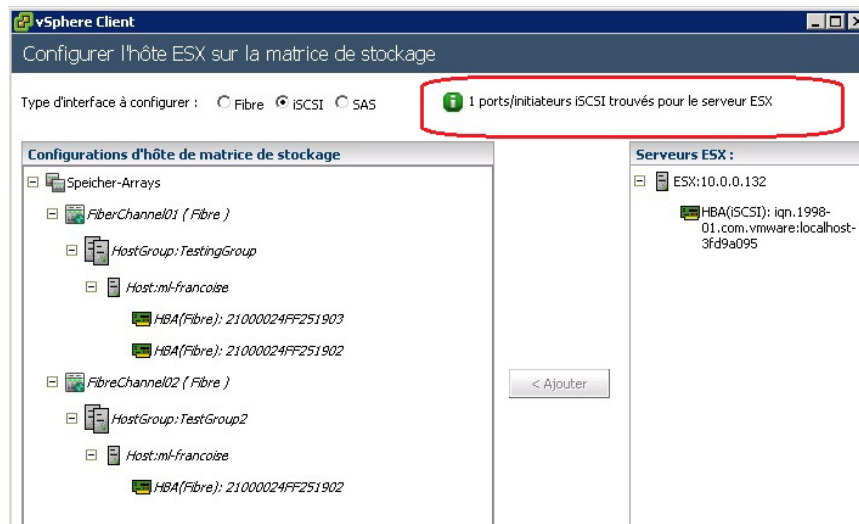 vSphere Client
Configurer l'hôte ESX sur la matrice de stockage
Type d'interface à configurer : Fibre iSCSI SAS
1 ports/initiateurs iSCSI trouvés pour le serveur ESX
Configurations d'hôte de matrice de stockage
Speicher-Arrays
FiberChannel01 ( Fibre )
HostGroup:TestingGroup
Host:ml-francoise
HBA(Fibre): 21000024FF251903
HBA(Fibre): 21000024FF251902
FibreChannel02 ( Fibre )
HostGroup:TestGroup2
Host:ml-francoise
HBA(Fibre): 21000024FF251902
< Ajouter
Serveurs ESX :
ESX:10.0.0.132
HBA(iSCSI): iqn.1998-
01.com.vmware:localhost-
3fd9a095